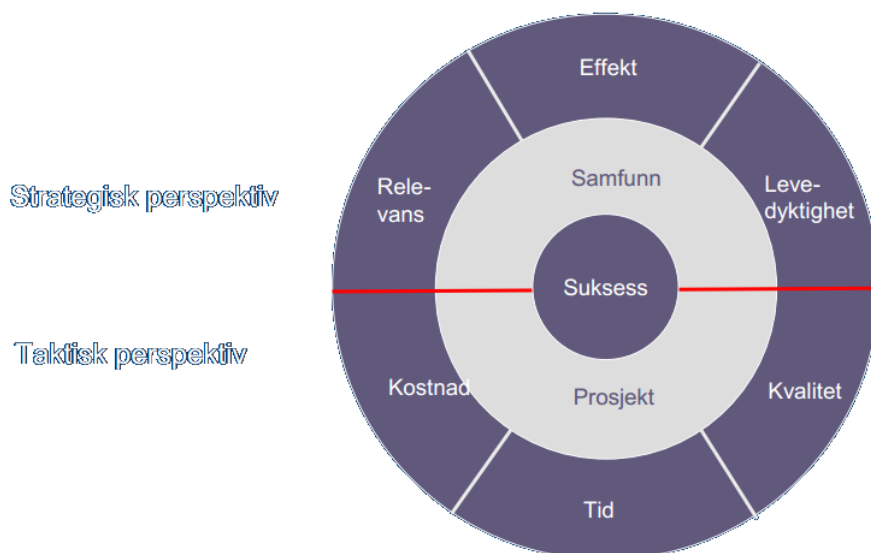 Effekt
Strategisk perspektiv
Rele-
vans
Samfunn
Leve-
dyktighet
Suksess
Taktisk perspektiv
Kostnad
Prosjekt
Kvalitet
Tid